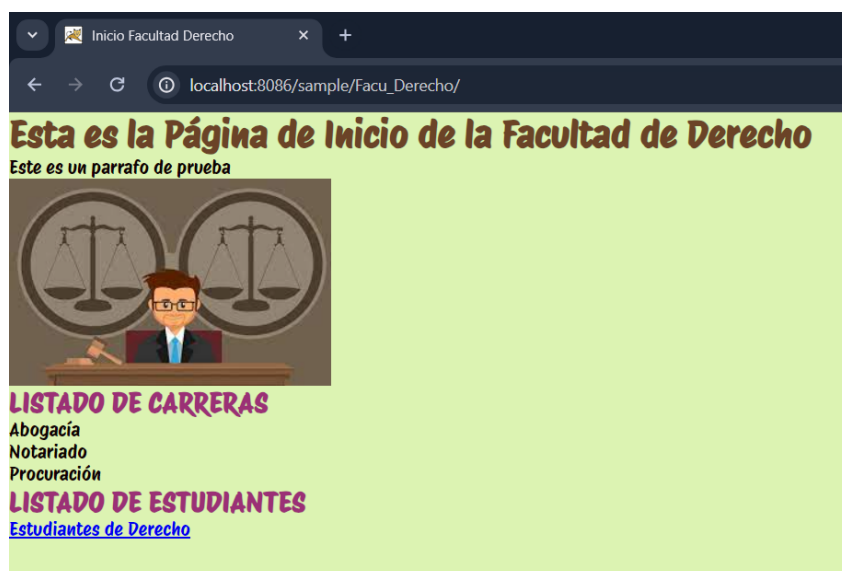 Inicio Facultad Derecho
localhost:8086/sample/Facu_Derecho/
Esta es la Página de Inicio de la Facultad de Derecho
Este es un parrafo de prueba
LISTADO DE CARRERAS
Abogacía
Notariado
Procuración
LISTADO DE ESTUDIANTES
Estudiantes de Derecho